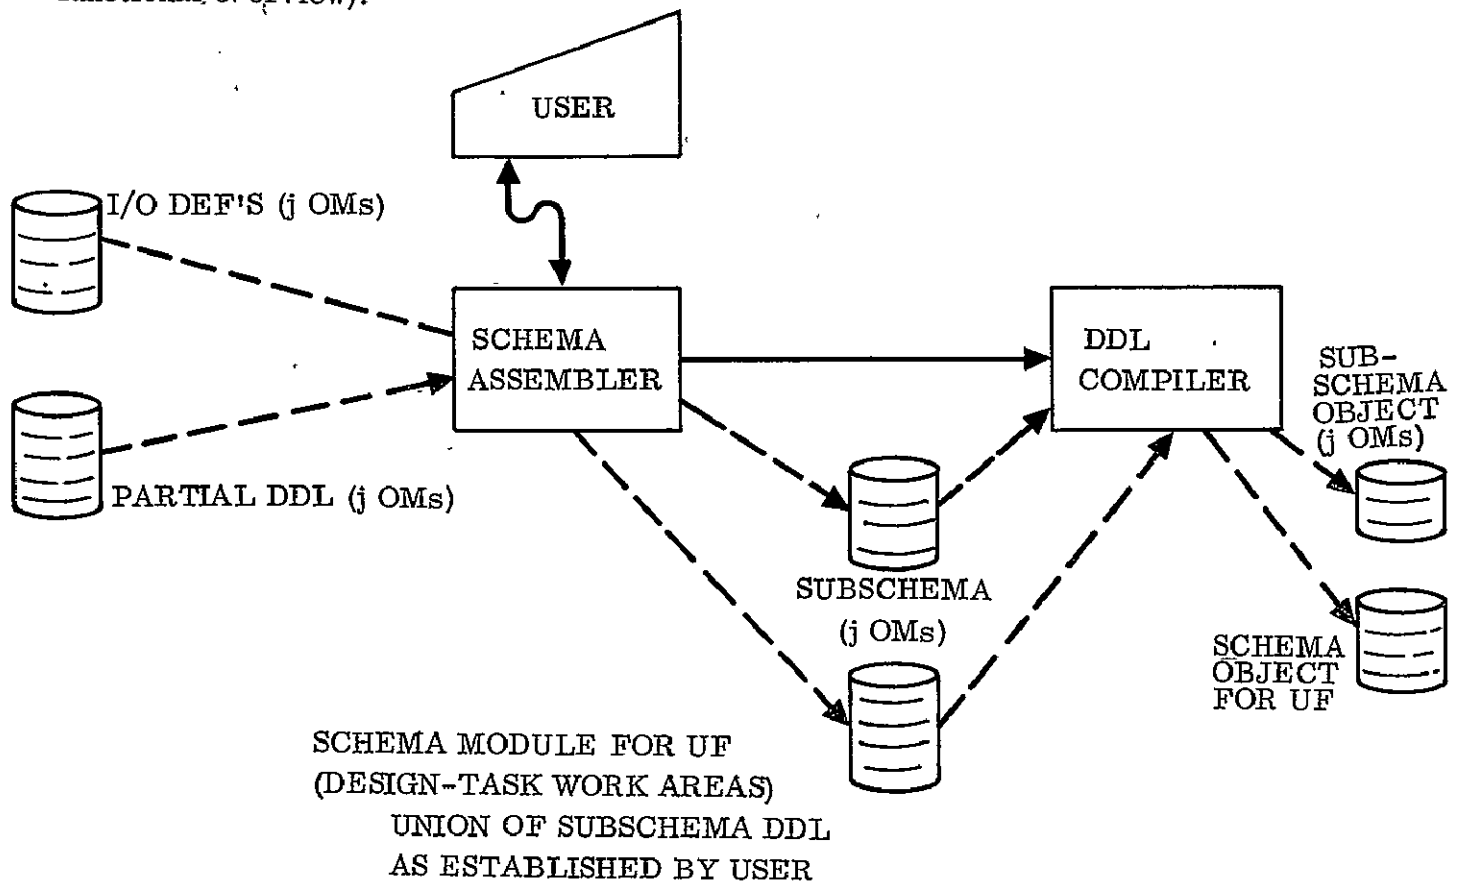 USER
I/O DEF'S (j OMs)
SCHEMA
ASSEMBLER
DDL
COMPILER
SUB-
SCHEMA
OBJECT
(j OMs)
PARTIAL DDL (j OMs)
SUBSCHEMA
(j OMs)
SCHEMA
OBJECT
FOR UF
SCHEMA MODULE FOR UF
(DESIGN-TASK WORK AREAS)
UNION OF SUBSCHEMA DDL
AS ESTABLISHED BY USER